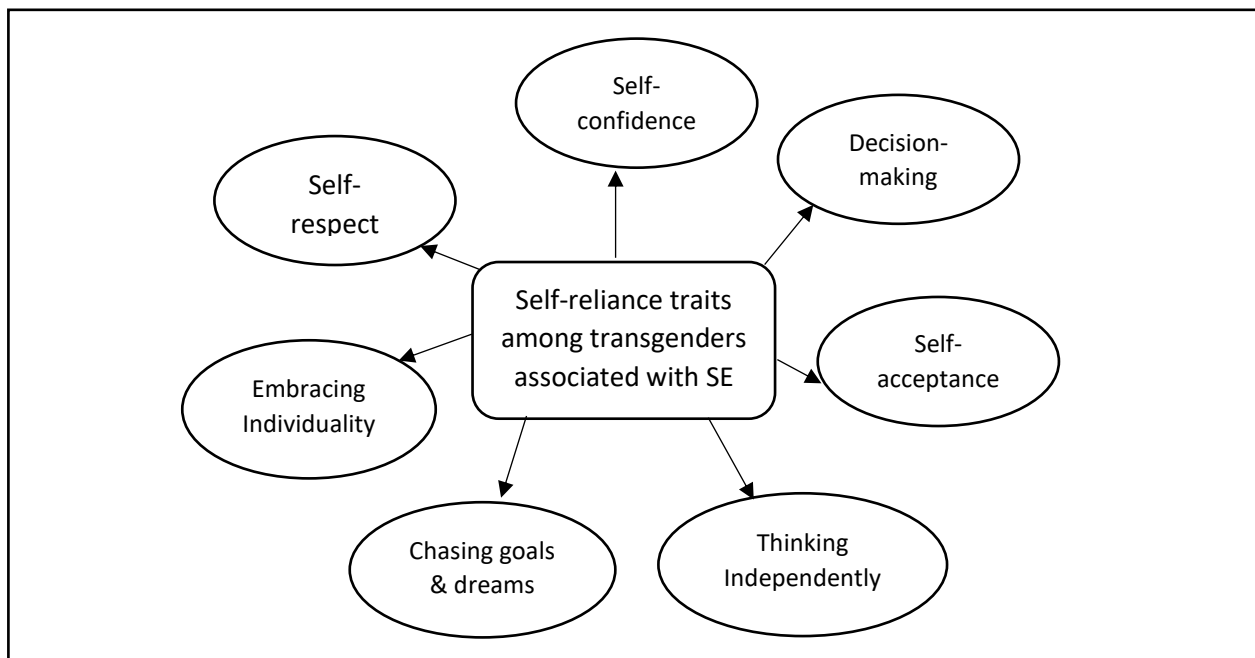 Self-
confidence
Decision-
making
Self-
respect
Self-reliance traits
among transgenders
associated with SE
Self-
acceptance
Embracing
Individuality
Chasing goals
& dreams
Thinking
Independently